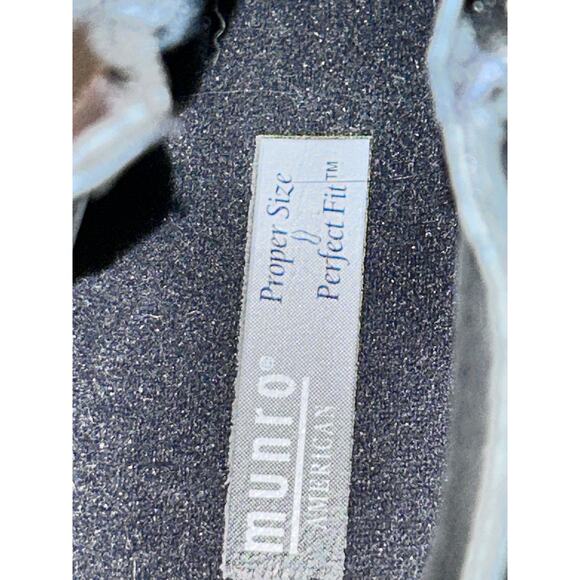 munro®
AMERICAN
Proper Size
Perfect Fit™